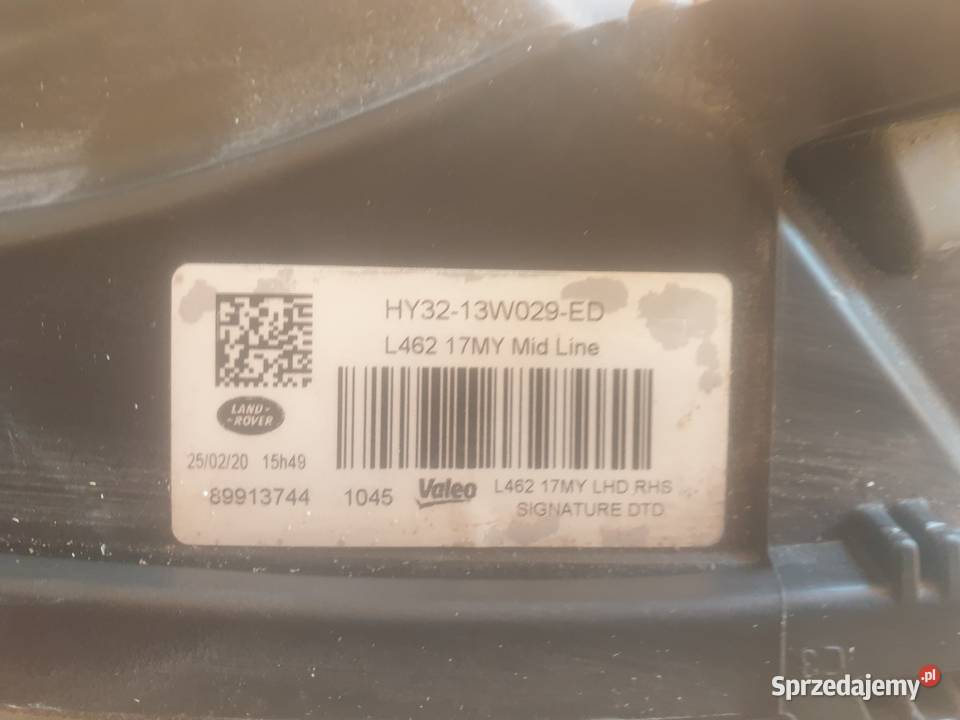 HY32-13W029-ED
L462 17MY Mid Line
LAND-
-ROVER
25/02/20 15h49
89913744 1045 Valeo L462 17MY LHD RHS
SIGNATURE DTD
Sprzedajemy.pl